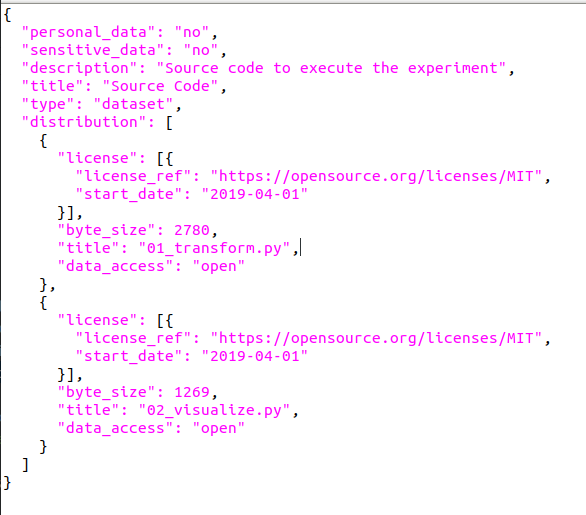 {
  "personal_data": "no",
  "sensitive_data": "no",
  "description": "Source code to execute the experiment",
  "title": "Source Code",
  "type": "dataset",
  "distribution": [
    {
      "license": [{
        "license_ref": "https://opensource.org/licenses/MIT",
        "start_date": "2019-04-01"
      }],
      "byte_size": 2780,
      "title": "01_transform.py",
      "data_access": "open"
    },
    {
      "license": [{
        "license_ref": "https://opensource.org/licenses/MIT",
        "start_date": "2019-04-01"
      }],
      "byte_size": 1269,
      "title": "02_visualize.py",
      "data_access": "open"
    }
  ]
}